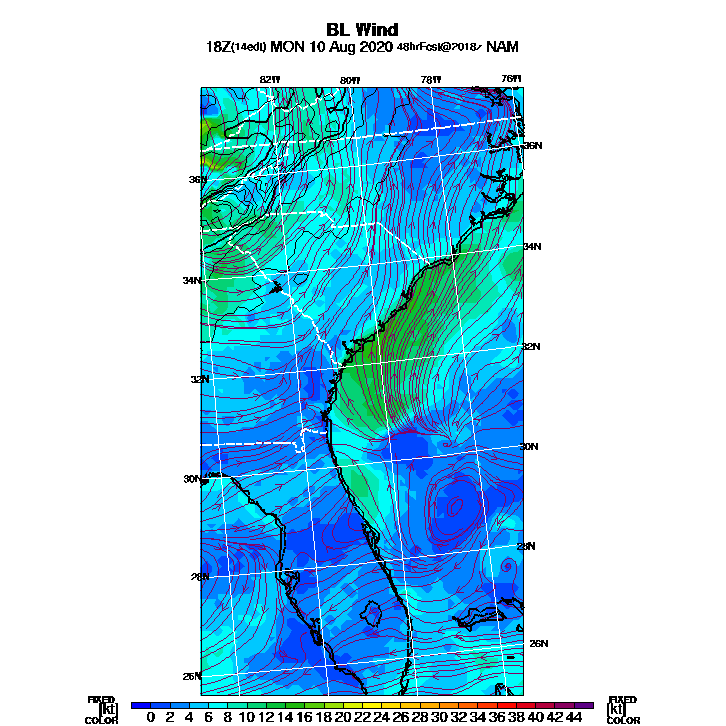 BL Wind
18Z(14edt) MON 10 Aug 2020 48hrFcst@2018z NAM
82W 80W 78W 76W
36N
36N
34N
34N
32N
32N
30N
30N
28N
28N
26N
26N
FIXED FIXED
[kt] 0 2 4 6 8 10 12 14 16 18 20 22 24 26 28 30 32 34 36 38 40 42 44 [kt]
COLOR COLOR